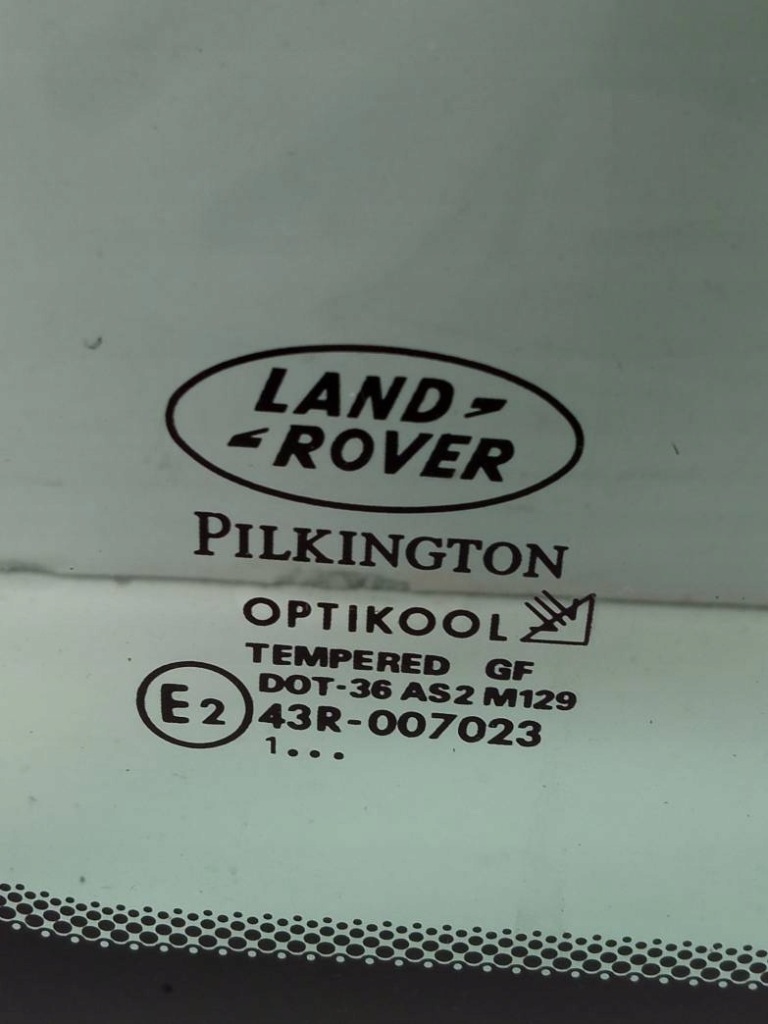 LAND
ROVER
PILKINGTON
OPTIKOOL
TEMPERED GF
DOT-36 AS2 M129
E2 43R-007023
1...